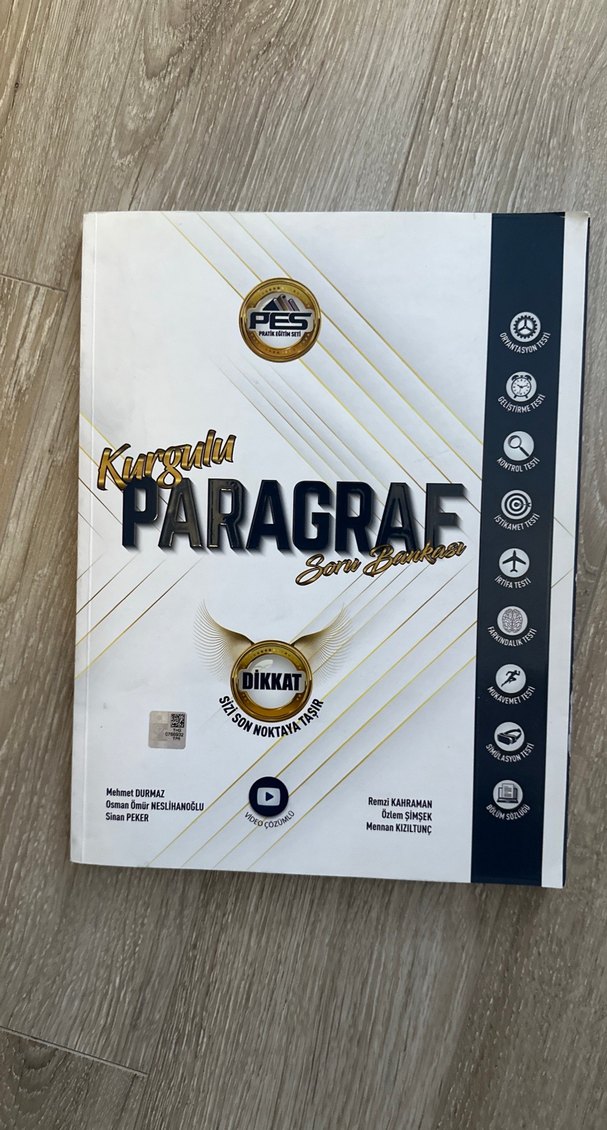 PES
PRATİK EĞİTİM SETİ
Kurgulu
PARAGRAF
Soru Bankası
DİKKAT
SİZİ SON NOKTAYA TAŞIR
Mehmet DURMAZ
Osman Ömür NESLİHANOĞLU
Sinan PEKER
VİDEO ÇÖZÜMLÜ
Remzi KAHRAMAN
Özlem ŞİMŞEK
Mennan KIZILTUNÇ
ORYANTASYON TESTİ
GELİŞTİRME TESTİ
KONTROL TESTİ
İSTİKAMET TESTİ
İRTİFA TESTİ
FARKINDALIK TESTİ
MUKAVEMET TESTİ
SİMÜLASYON TESTİ
BÖLÜM SÖZLÜĞÜ